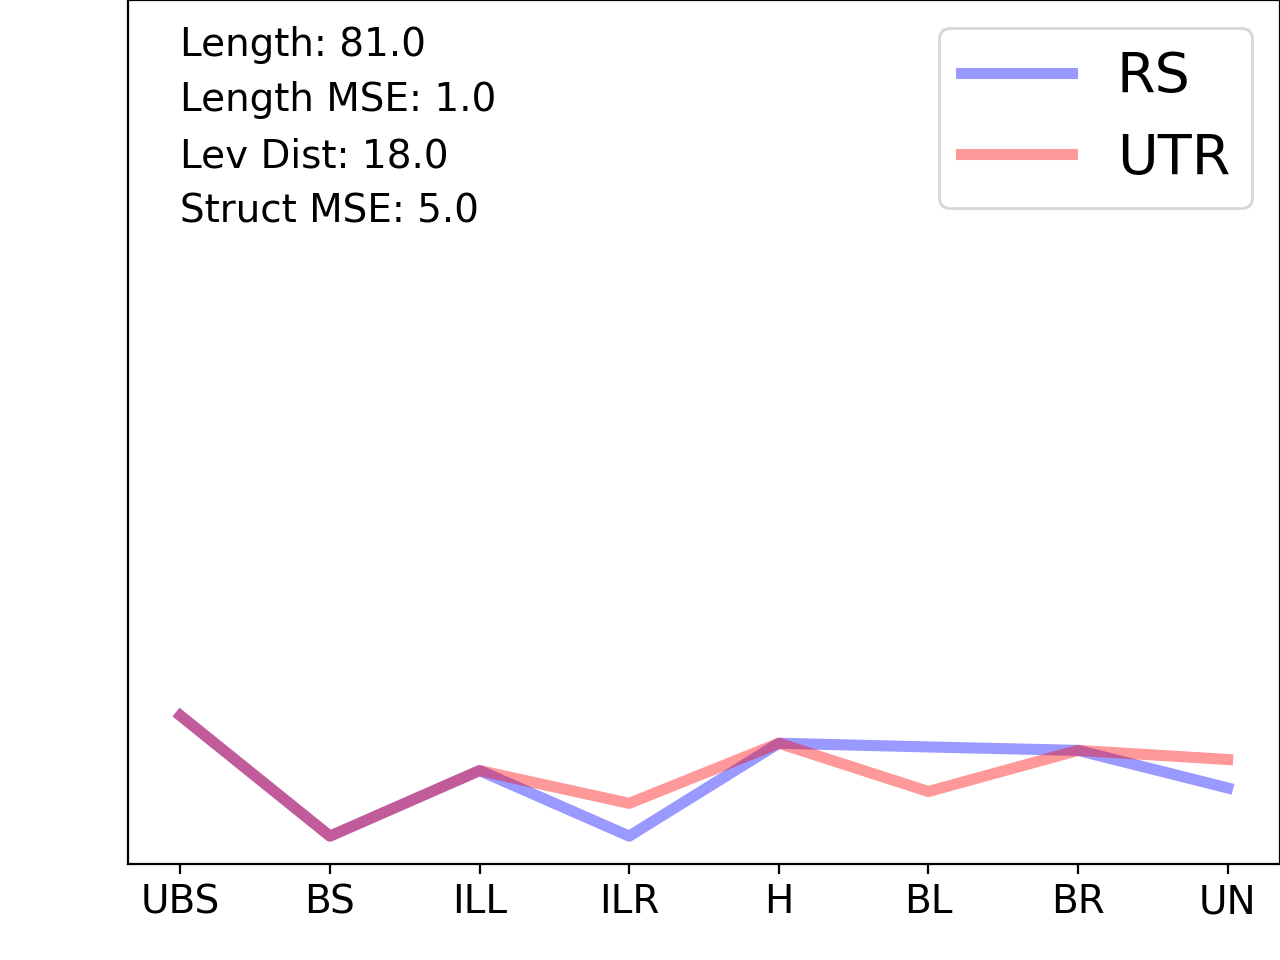 Length: 81.0
Length MSE: 1.0
Lev Dist: 18.0
Struct MSE: 5.0
RS
UTR
UBS BS ILL ILR H BL BR UN